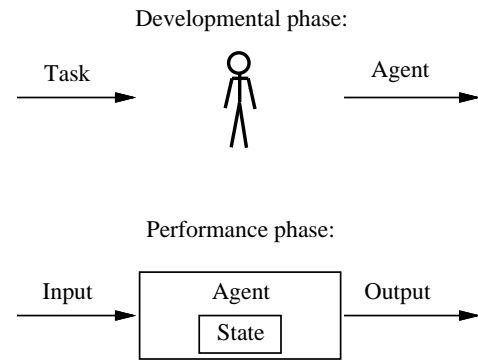 Developmental phase:
Task
Agent
Performance phase:
Input
Agent
Output
State